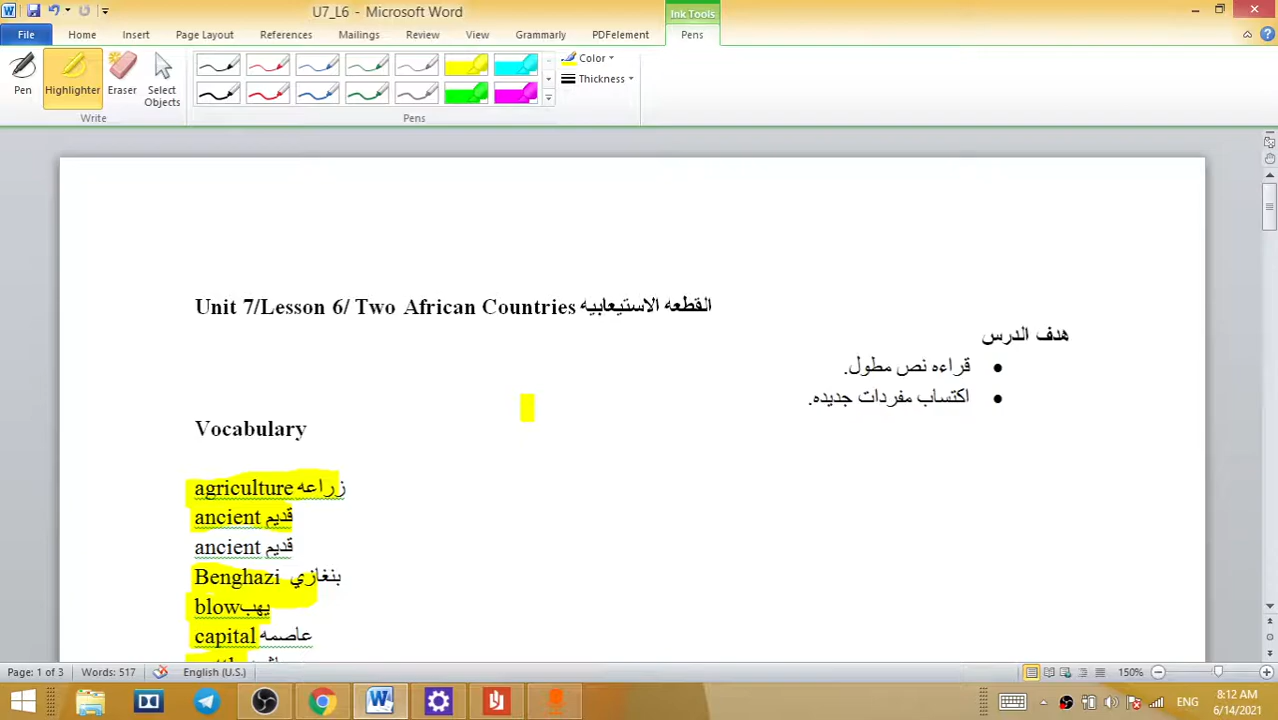 U7_L6 - Microsoft Word
Ink Tools
File Home Insert Page Layout References Mailings Review View Grammarly PDFelement Pens
Pen Highlighter Eraser Select Objects
Color
Thickness
Write
Pens
Unit 7/Lesson 6/ Two African Countries القطعه الاستيعابيه
هدف الدرس
• قراءه نص مطول.
• اكتساب مفردات جديده.
Vocabulary
agriculture زراعه
ancient قديم
ancient قديم
Benghazi بنغازي
blow يهب
capital عاصمه
Page: 1 of 3 Words: 517 English (U.S.) 150%
ENG
8:12 AM
6/14/2021